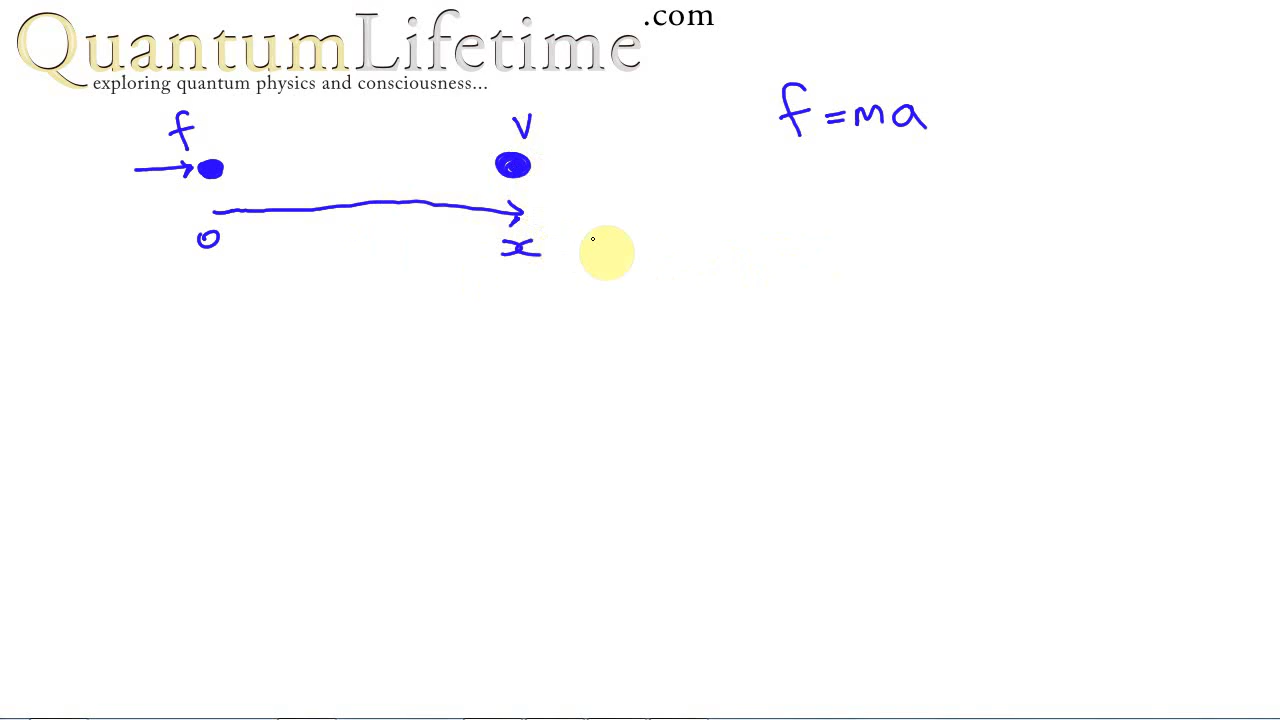 QuantumLifetime.com
exploring quantum physics and consciousness...
f = ma
f
v
o
x